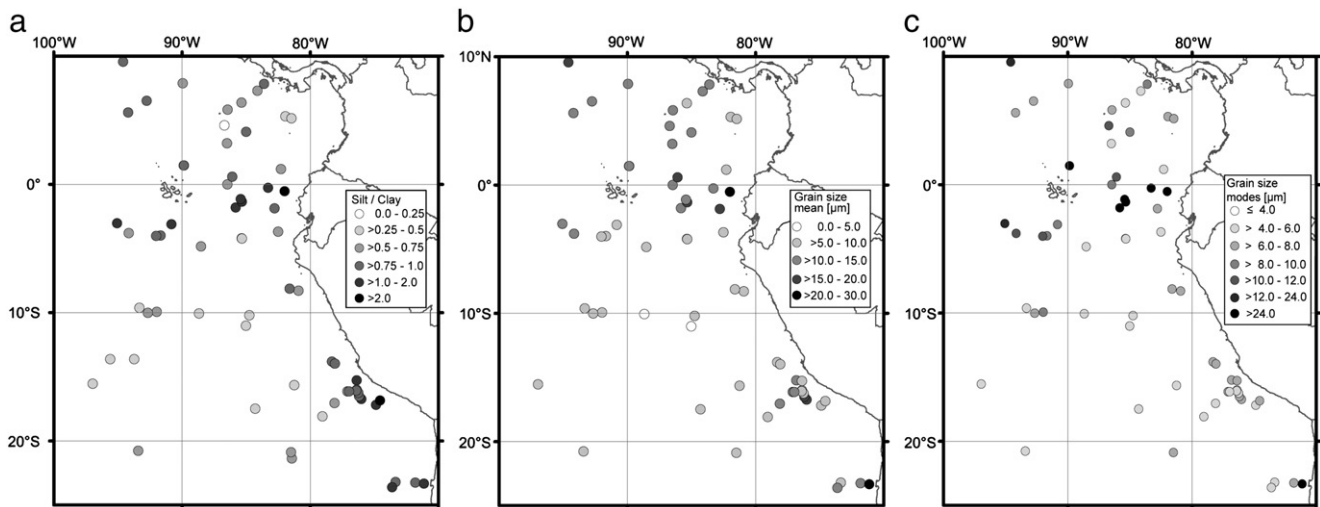 a
100°W 90°W 80°W
0°
10°S
20°S
Silt / Clay
0.0 - 0.25
>0.25 - 0.5
>0.5 - 0.75
>0.75 - 1.0
>1.0 - 2.0
>2.0
b
90°W 80°W
10°N
0°
10°S
20°S
Grain size
mean [µm]
0.0 - 5.0
>5.0 - 10.0
>10.0 - 15.0
>15.0 - 20.0
>20.0 - 30.0
c
100°W 90°W 80°W
0°
10°S
20°S
Grain size
modes [µm]
≤ 4.0
> 4.0 - 6.0
> 6.0 - 8.0
> 8.0 - 10.0
>10.0 - 12.0
>12.0 - 24.0
>24.0